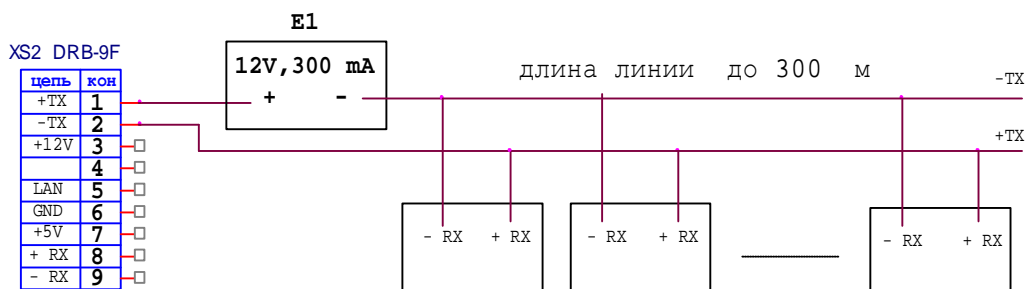 E1
XS2 DRB-9F
12V,300 mA
+ -
длина линии до 300 м
-TX
+TX
цепь кон
+TX 1
-TX 2
+12V 3
4
LAN 5
GND 6
+5V 7
+ RX 8
- RX 9
- RX + RX
- RX + RX
- RX + RX